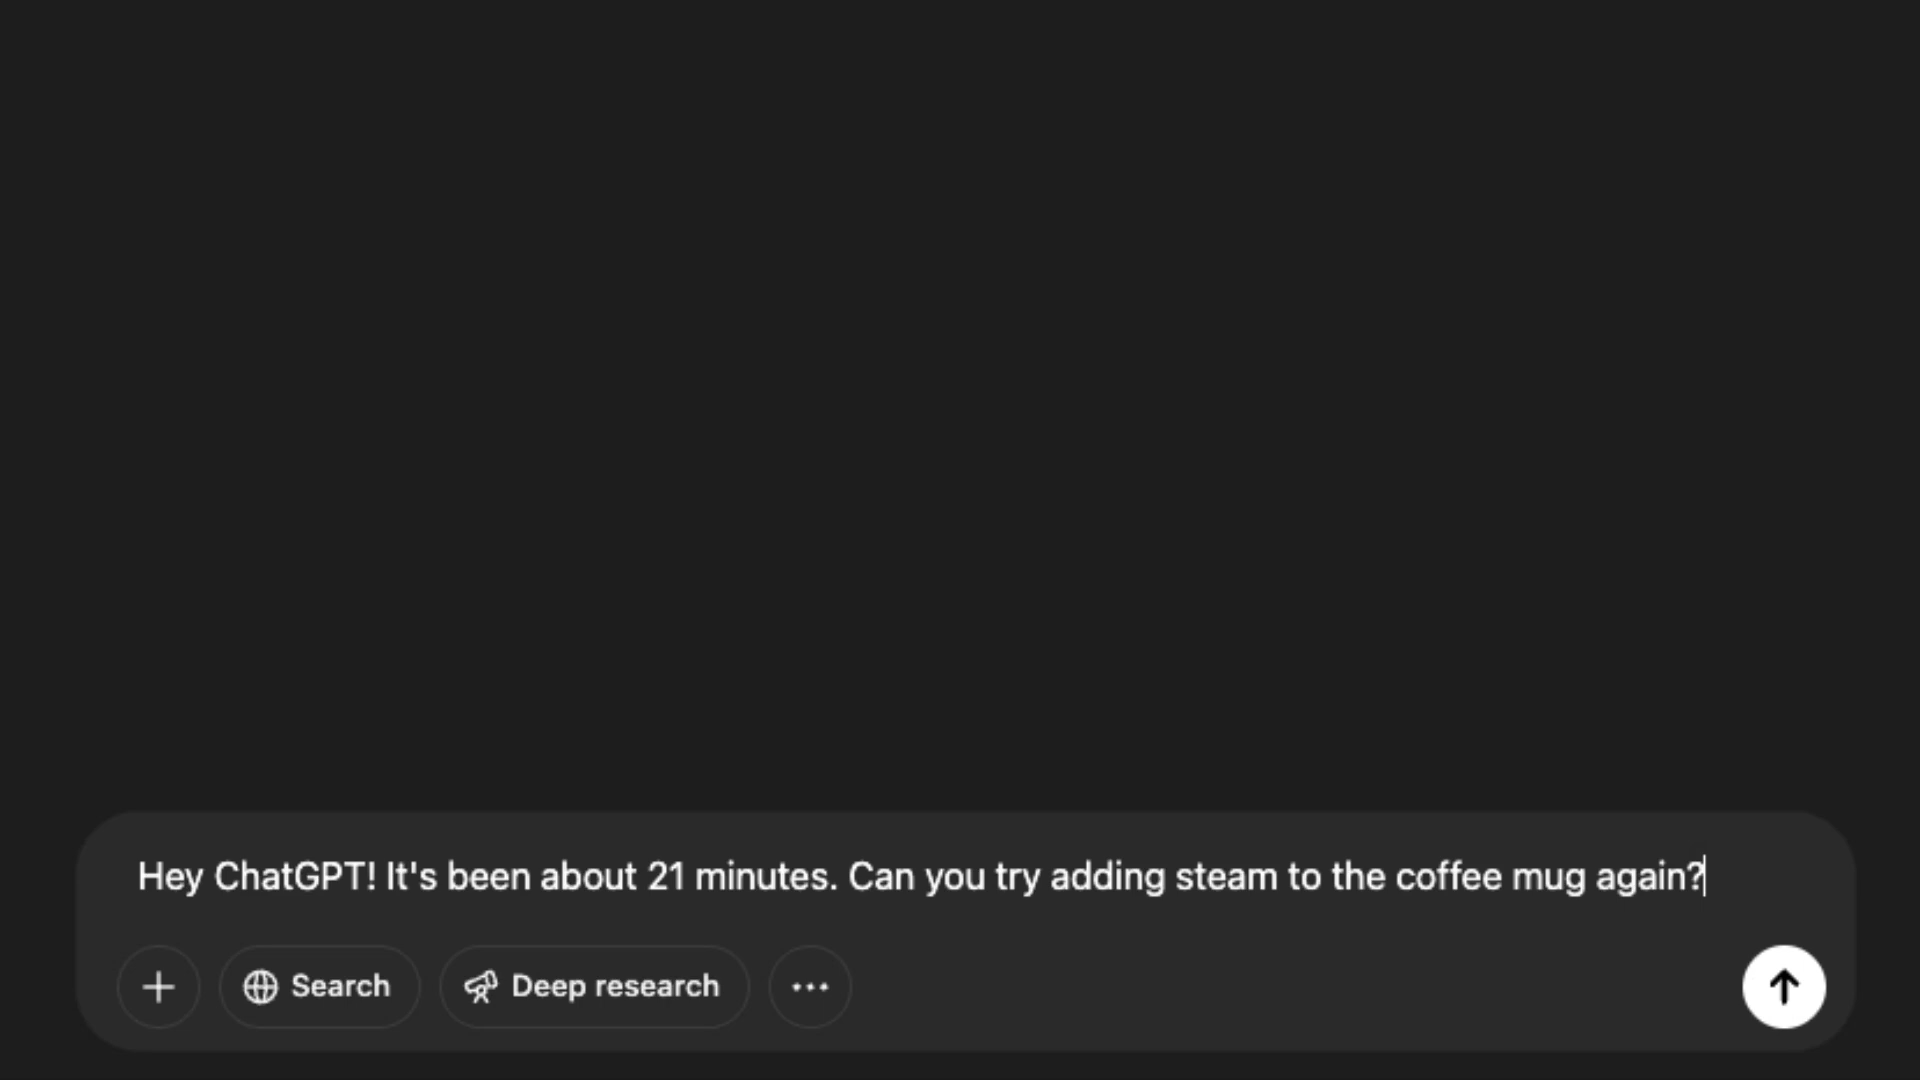 Hey ChatGPT! It's been about 21 minutes. Can you try adding steam to the coffee mug again?
Search
Deep research